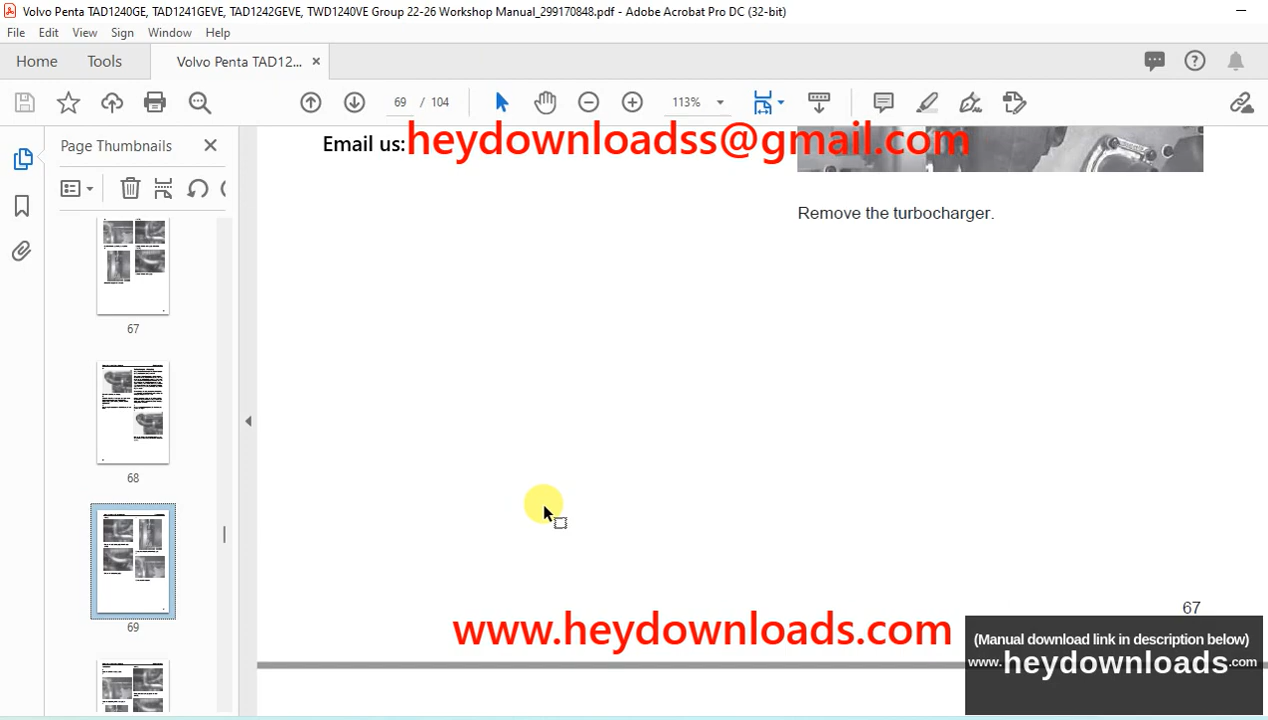 Volvo Penta TAD1240GE, TAD1241GEVE, TAD1242GEVE, TWD1240VE Group 22-26 Workshop Manual_299170848.pdf - Adobe Acrobat Pro DC (32-bit)
File Edit View Sign Window Help
Home Tools Volvo Penta TAD12... ×
69 / 104 113%
Page Thumbnails
Email us:heydownloadss@gmail.com
Remove the turbocharger.
67
68
69
67
www.heydownloads.com
(Manual download link in description below)
www.heydownloads.com